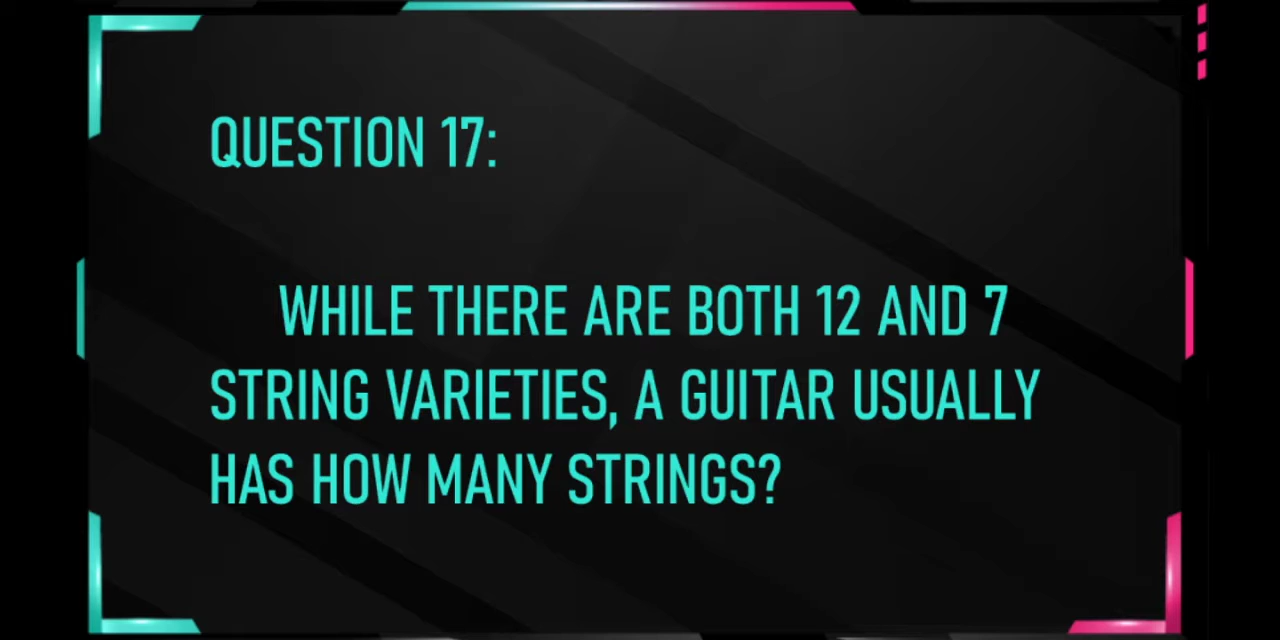 QUESTION 17:
WHILE THERE ARE BOTH 12 AND 7
STRING VARIETIES, A GUITAR USUALLY
HAS HOW MANY STRINGS?